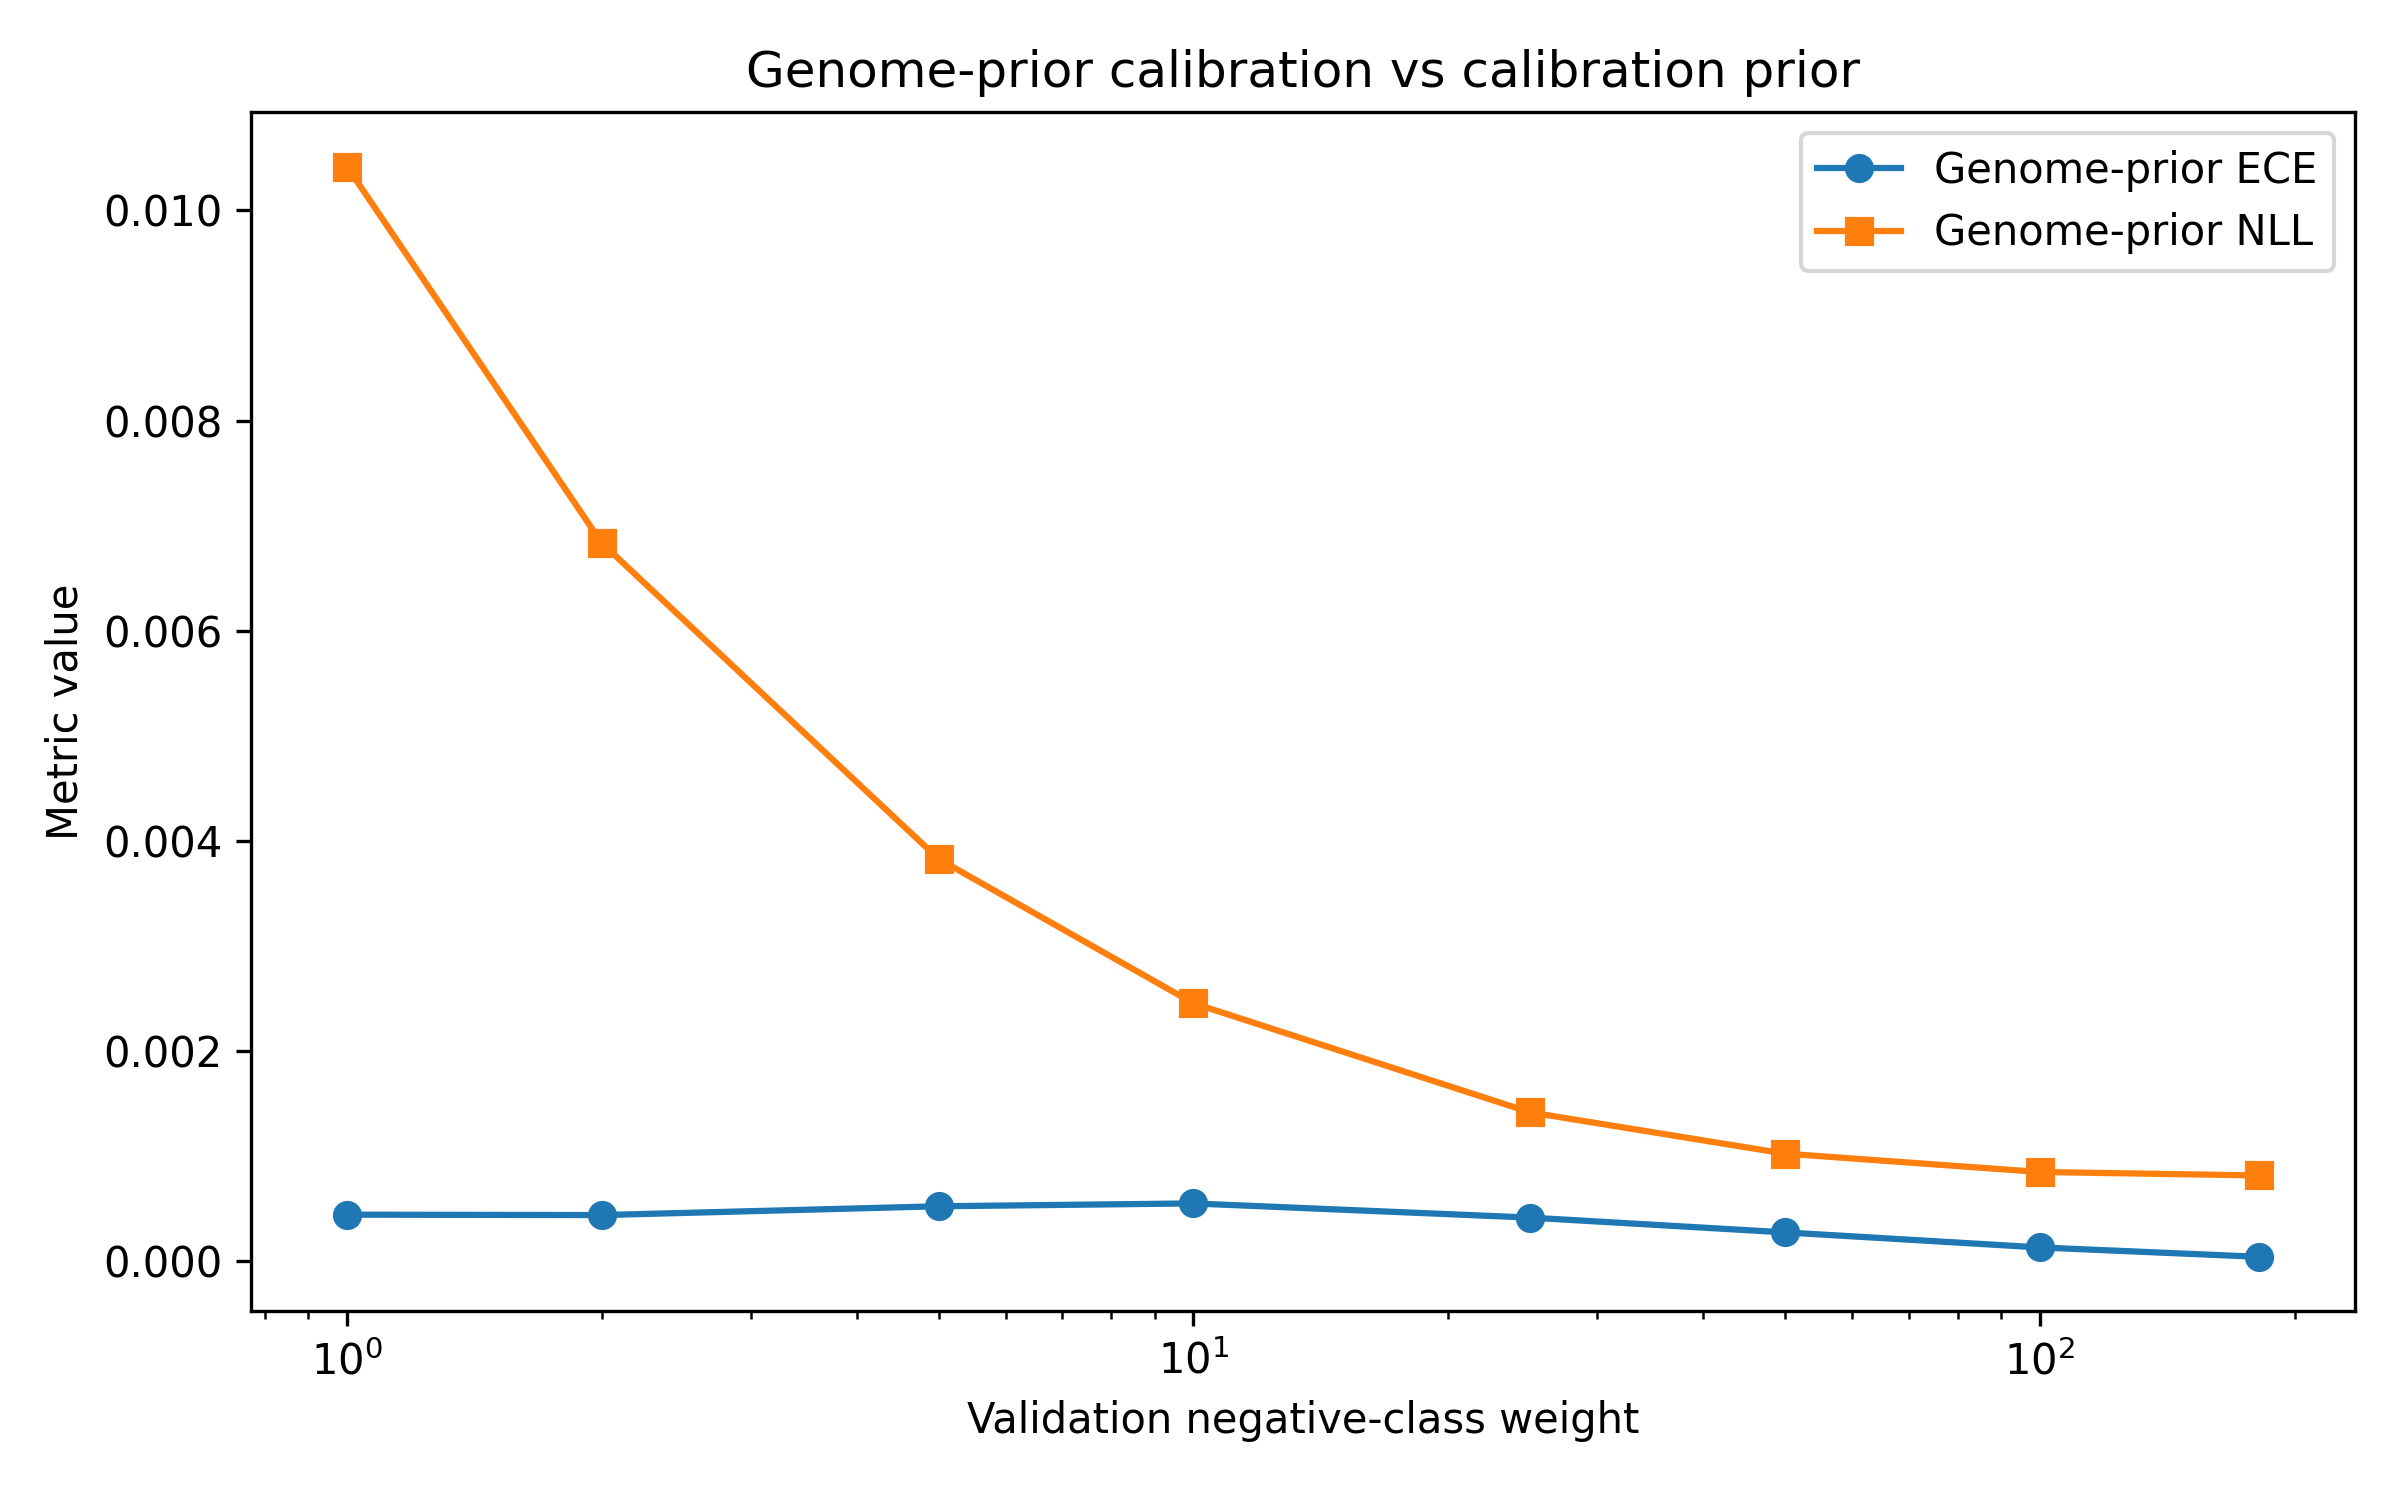 Genome-prior calibration vs calibration prior
Genome-prior ECE
Genome-prior NLL
Metric value
0.010
0.008
0.006
0.004
0.002
0.000
10⁰ 10¹ 10²
Validation negative-class weight